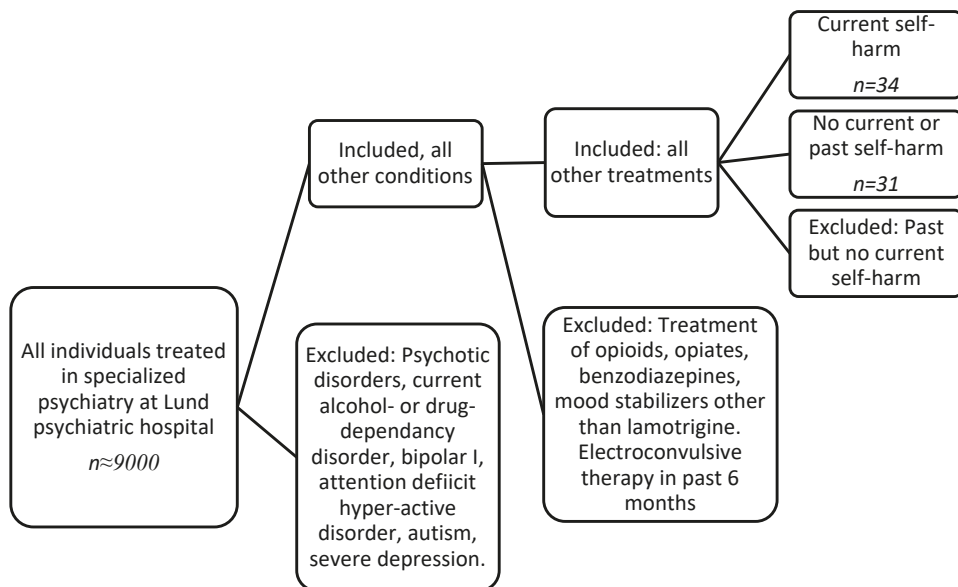 All individuals treated
in specialized
psychiatry at Lund
psychiatric hospital
n≈9000
Included, all
other conditions
Excluded: Psychotic
disorders, current
alcohol- or drug-
dependancy
disorder, bipolar I,
attention defiicit
hyper-active
disorder, autism,
severe depression.
Included: all
other treatments
Excluded: Treatment
of opioids, opiates,
benzodiazepines,
mood stabilizers other
than lamotrigine.
Electroconvulsive
therapy in past 6
months
Current self-
harm
n=34
No current or
past self-harm
n=31
Excluded: Past
but no current
self-harm